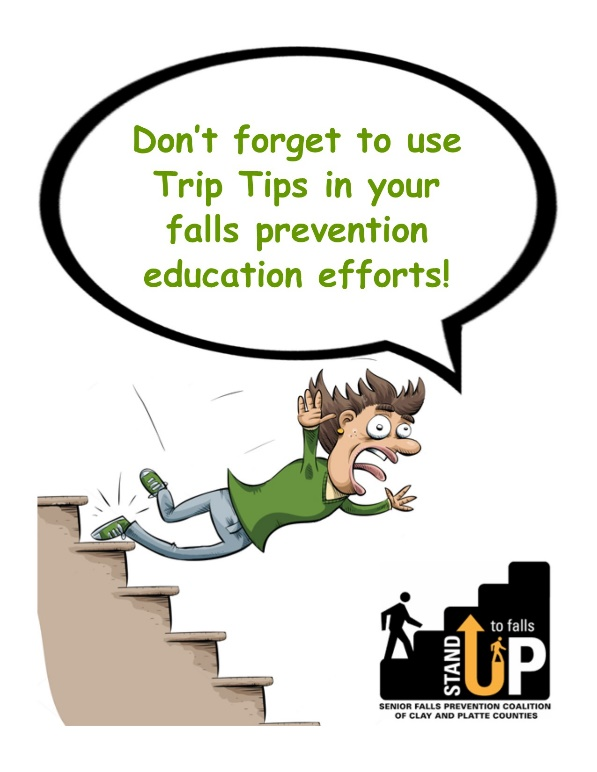 Don't forget to use
Trip Tips in your
falls prevention
education efforts!
STAND UP to falls
SENIOR FALLS PREVENTION COALITION
OF CLAY AND PLATTE COUNTIES